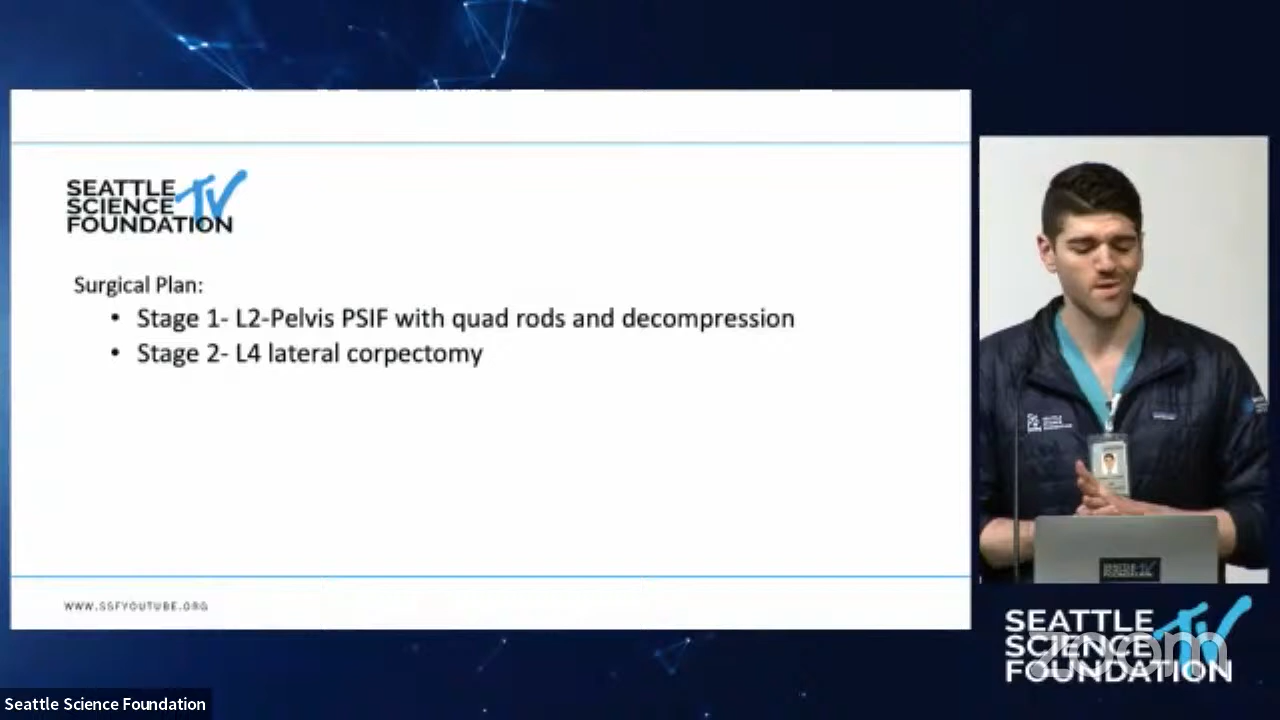 SEATTLE
SCIENCE TV
FOUNDATION
Surgical Plan:
• Stage 1- L2-Pelvis PSIF with quad rods and decompression
• Stage 2- L4 lateral corpectomy
WWW.SSFYOUTUBE.ORG
SEATTLE
SCIENCE TV
FOUNDATION
zoom
Seattle Science Foundation